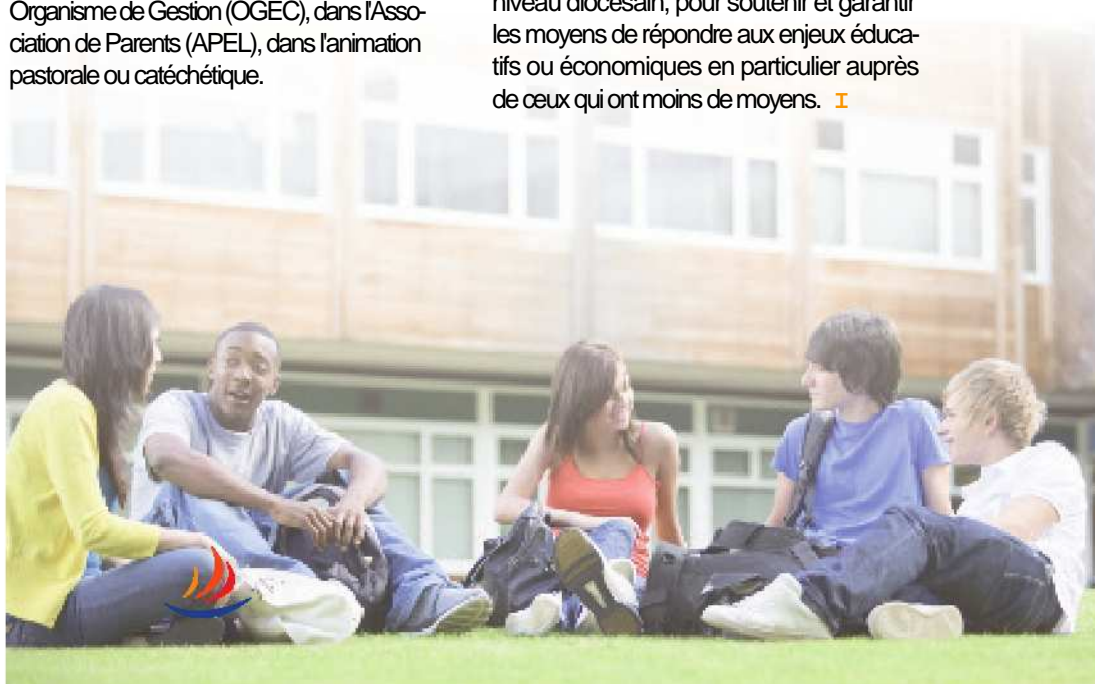 Organisme de Gestion (OGEC), dans l'Asso-
ciation de Parents (APEL), dans l'animation
pastorale ou catéchétique.
niveau diocésain, pour soutenir et garantir
les moyens de répondre aux enjeux éduca-
tifs ou économiques en particulier auprès
de ceux qui ont moins de moyens. I